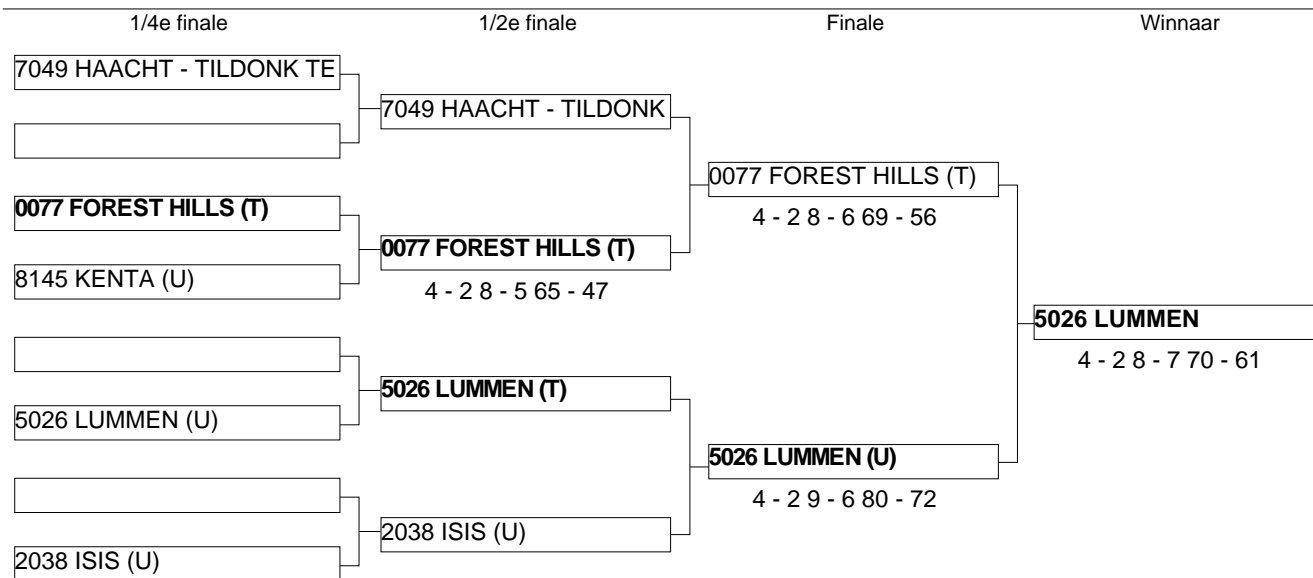 1/4e finale
1/2e finale
Finale
Winnaar
7049 HAACHT - TILDONK TE
0077 FOREST HILLS (T)
8145 KENTA (U)
5026 LUMMEN (U)
2038 ISIS (U)
7049 HAACHT - TILDONK
0077 FOREST HILLS (T)
4 - 2 8 - 5 65 - 47
5026 LUMMEN (T)
2038 ISIS (U)
0077 FOREST HILLS (T)
4 - 2 8 - 6 69 - 56
5026 LUMMEN (U)
4 - 2 9 - 6 80 - 72
5026 LUMMEN
4 - 2 8 - 7 70 - 61